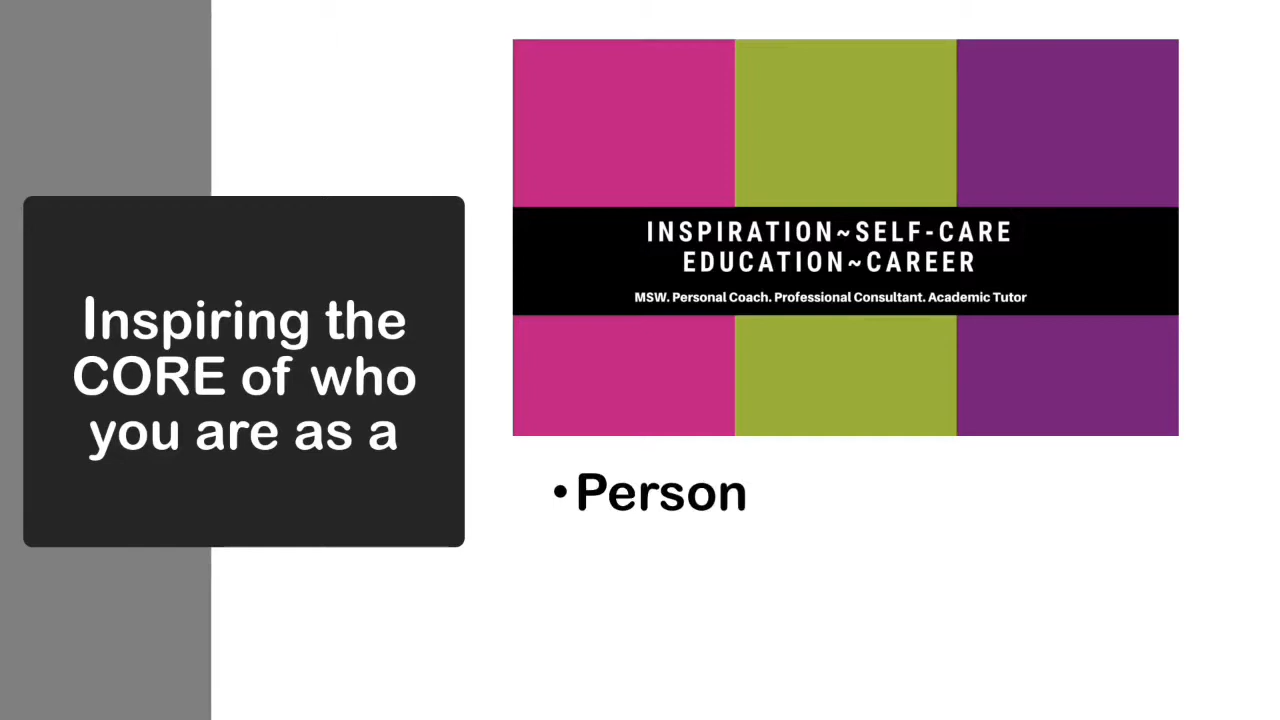 Inspiring the
CORE of who
you are as a
INSPIRATION~SELF-CARE
EDUCATION~CAREER
MSW. Personal Coach. Professional Consultant. Academic Tutor
•Person